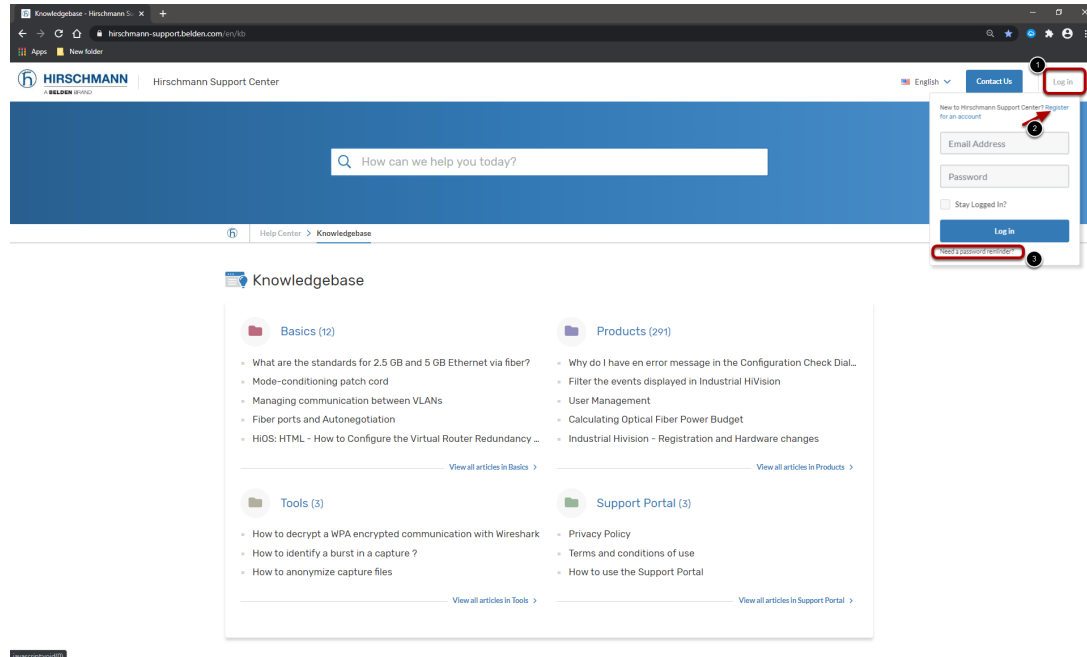 Knowledgebase - Hirschmann Su
hirschmann-support.belden.com/en/kb
Apps New folder
HIRSCHMANN
A BELDEN BRAND
Hirschmann Support Center
English
Contact Us
1
Log in
New to Hirschmann Support Center? Register
for an account
2
Email Address
Password
Stay Logged In?
Log in
Need a password reminder?
3
How can we help you today?
Help Center > Knowledgebase
Knowledgebase
Basics (12)
What are the standards for 2.5 GB and 5 GB Ethernet via fiber?
Mode-conditioning patch cord
Managing communication between VLANs
Fiber ports and Autonegotiation
HiOS: HTML - How to Configure the Virtual Router Redundancy ...
View all articles in Basics >
Products (291)
Why do I have en error message in the Configuration Check Dial...
Filter the events displayed in Industrial HiVision
User Management
Calculating Optical Fiber Power Budget
Industrial Hivision - Registration and Hardware changes
View all articles in Products >
Tools (3)
How to decrypt a WPA encrypted communication with Wireshark
How to identify a burst in a capture ?
How to anonymize capture files
View all articles in Tools >
Support Portal (3)
Privacy Policy
Terms and conditions of use
How to use the Support Portal
View all articles in Support Portal >